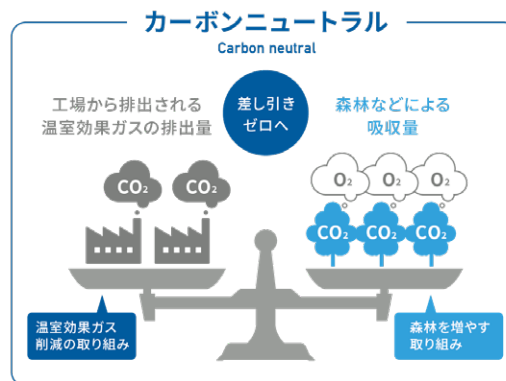 カーボンニュートラル
Carbon neutral
工場から排出される
温室効果ガスの排出量
差し引き
ゼロへ
森林などによる
吸収量
CO₂ CO₂
O₂ O₂ O₂
CO₂ CO₂ CO₂
温室効果ガス
削減の取り組み
森林を増やす
取り組み